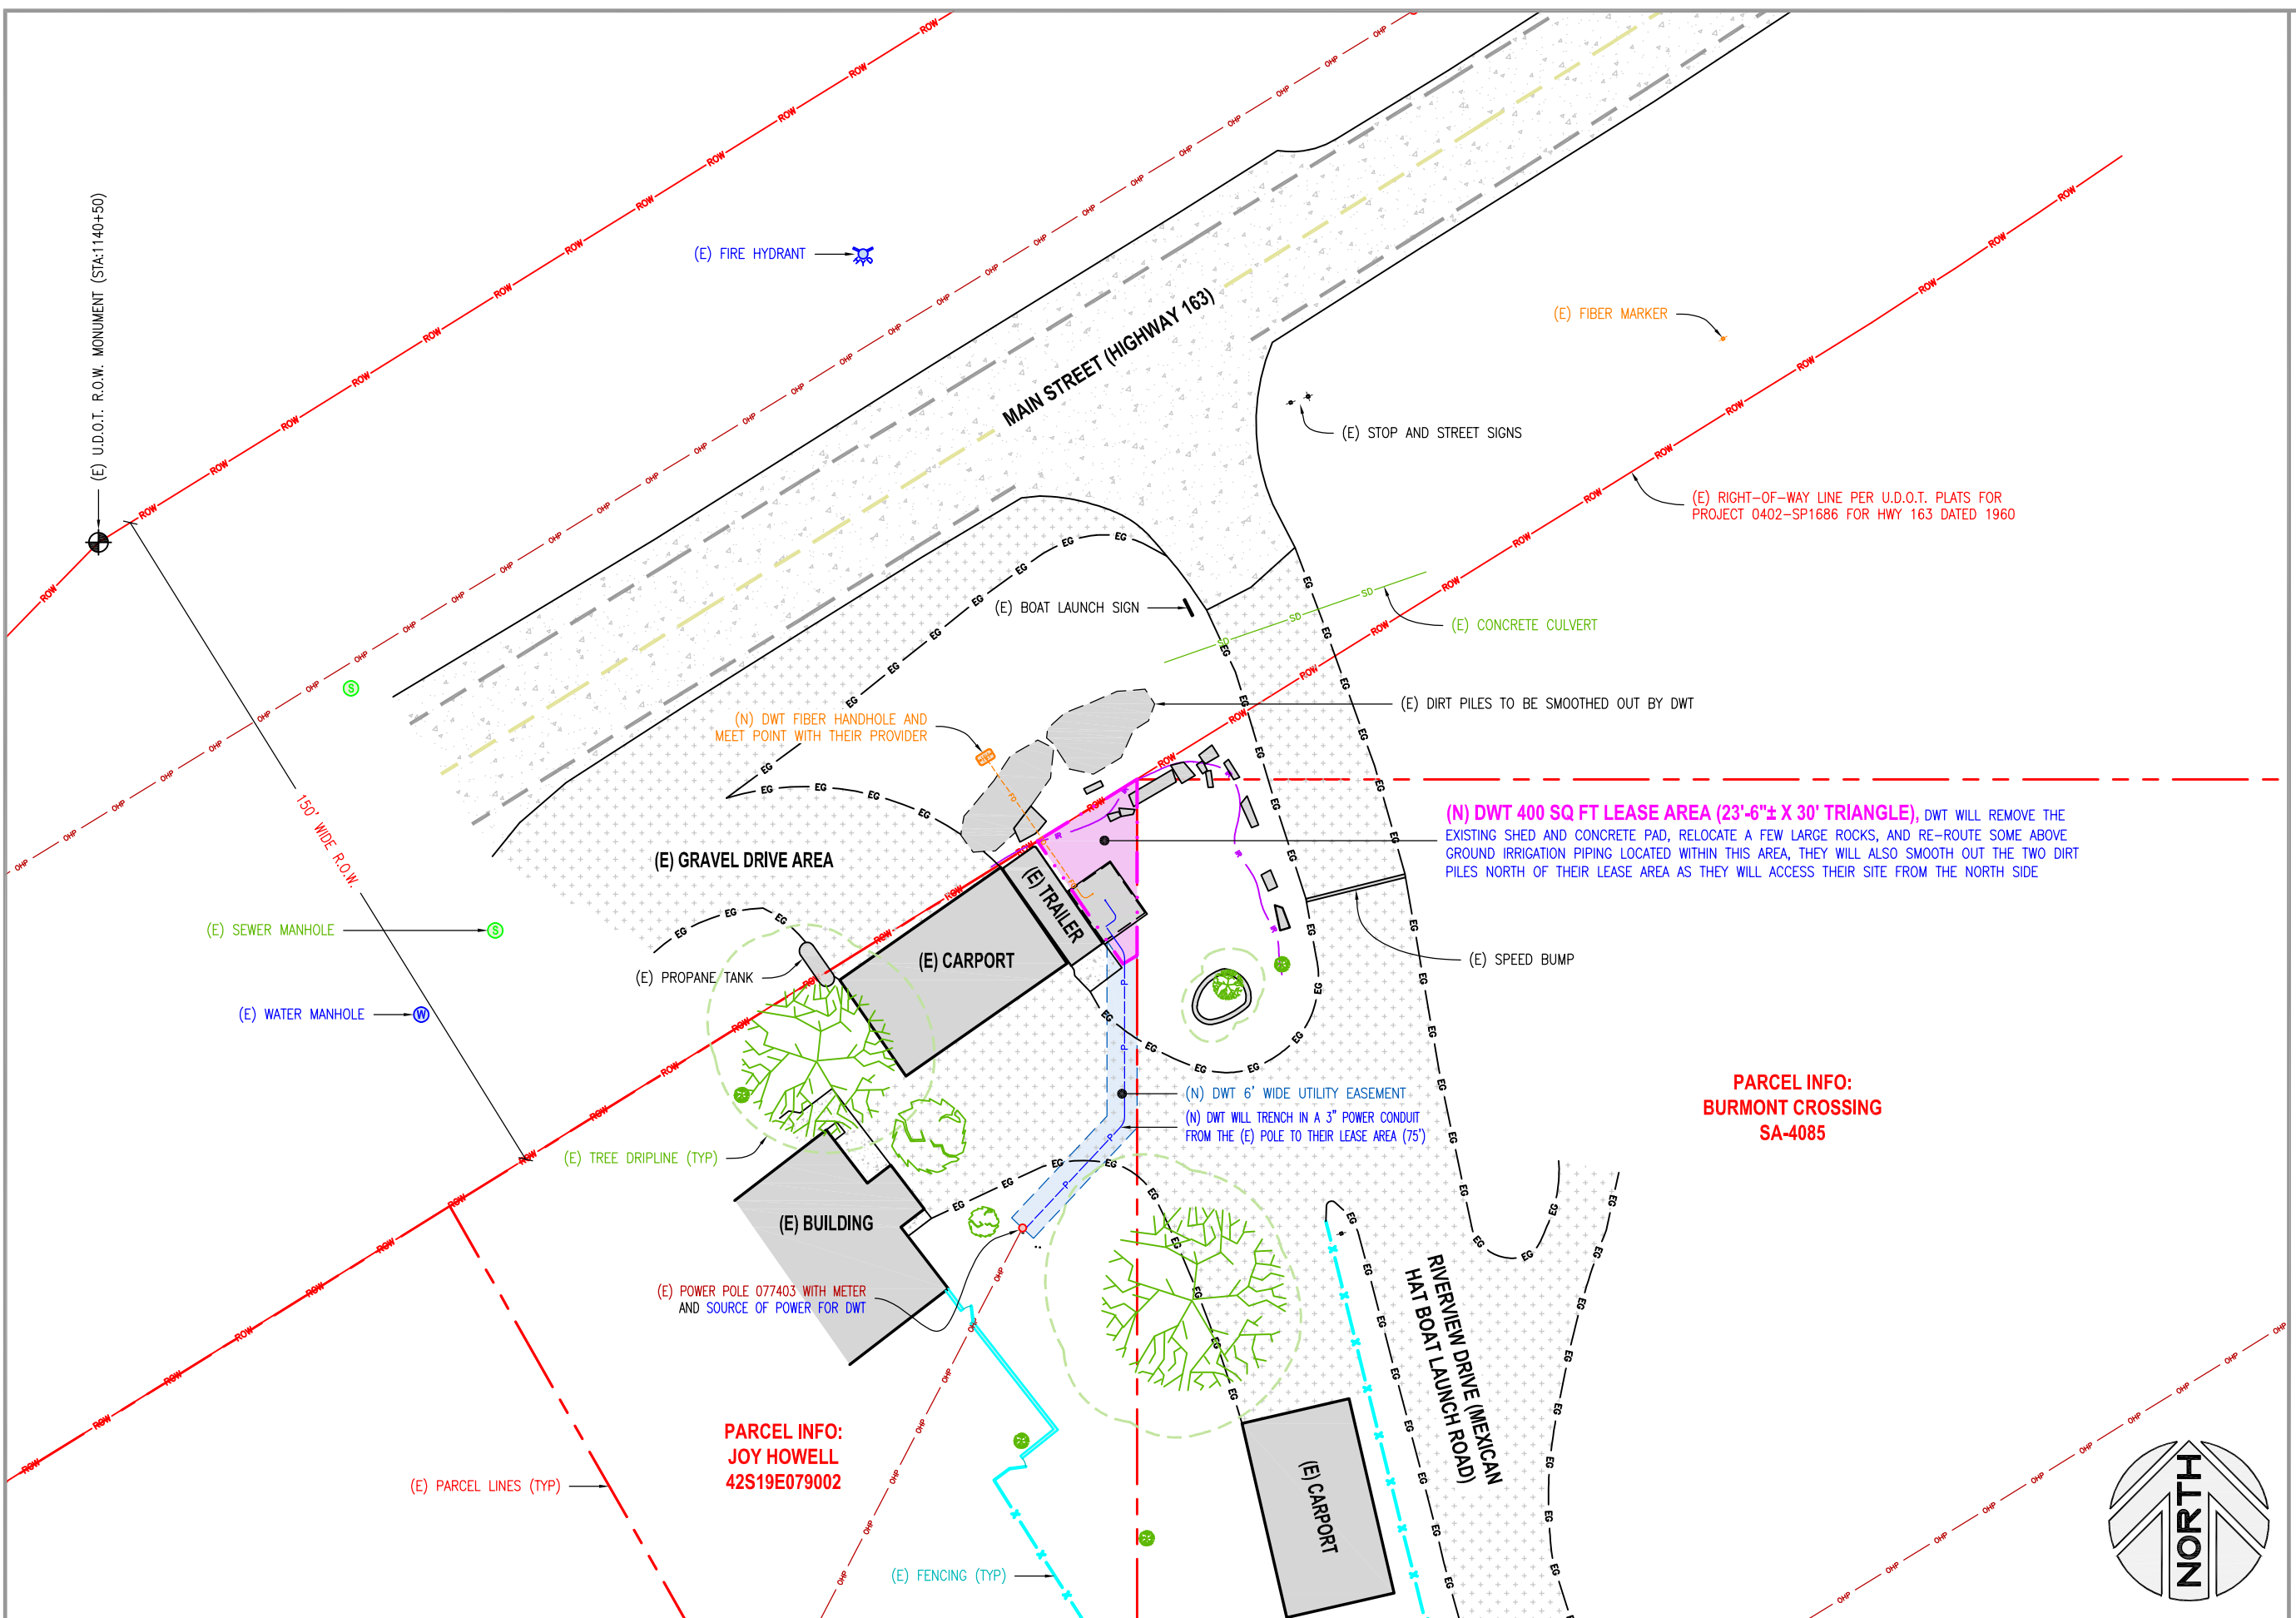 (E) U.D.O.T. R.O.W. MONUMENT (STA:1140+50)
(E) FIRE HYDRANT
MAIN STREET (HIGHWAY 163)
(E) FIBER MARKER
(E) STOP AND STREET SIGNS
(E) RIGHT-OF-WAY LINE PER U.D.O.T. PLATS FOR
PROJECT 0402-SP1686 FOR HWY 163 DATED 1960
(E) BOAT LAUNCH SIGN
(E) CONCRETE CULVERT
(E) DIRT PILES TO BE SMOOTHED OUT BY DWT
(N) DWT FIBER HANDHOLE AND
MEET POINT WITH THEIR PROVIDER
150' WIDE R.O.W.
(N) DWT 400 SQ FT LEASE AREA (23'-6"± X 30' TRIANGLE), DWT WILL REMOVE THE
EXISTING SHED AND CONCRETE PAD, RELOCATE A FEW LARGE ROCKS, AND RE-ROUTE SOME ABOVE
GROUND IRRIGATION PIPING LOCATED WITHIN THIS AREA, THEY WILL ALSO SMOOTH OUT THE TWO DIRT
PILES NORTH OF THEIR LEASE AREA AS THEY WILL ACCESS THEIR SITE FROM THE NORTH SIDE
(E) GRAVEL DRIVE AREA
(E) TRAILER
(E) SEWER MANHOLE
(E) CARPORT
(E) SPEED BUMP
(E) PROPANE TANK
(E) WATER MANHOLE
S
S
W
(N) DWT 6' WIDE UTILITY EASEMENT
(N) DWT WILL TRENCH IN A 3" POWER CONDUIT
FROM THE (E) POLE TO THEIR LEASE AREA (75')
PARCEL INFO:
BURMONT CROSSING
SA-4085
(E) TREE DRIPLINE (TYP)
(E) BUILDING
(E) POWER POLE 077403 WITH METER
AND SOURCE OF POWER FOR DWT
RIVERVIEW DRIVE (MEXICAN
HAT BOAT LAUNCH ROAD)
PARCEL INFO:
JOY HOWELL
42S19E079002
(E) PARCEL LINES (TYP)
(E) CARPORT
(E) FENCING (TYP)
NORTH
ROW
OHP
EG
SD
IR
FO
P
X